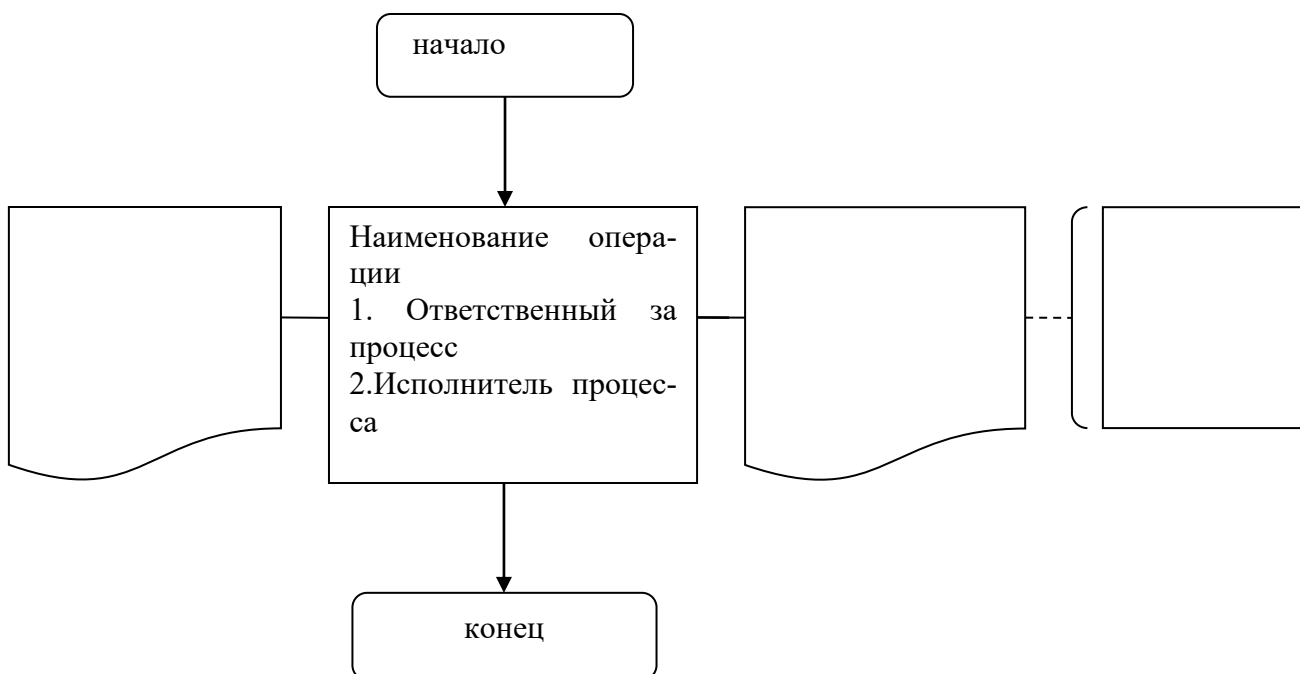 начало
Наименование опера-
ции
1. Ответственный за
процесс
2.Исполнитель процес-
са
конец